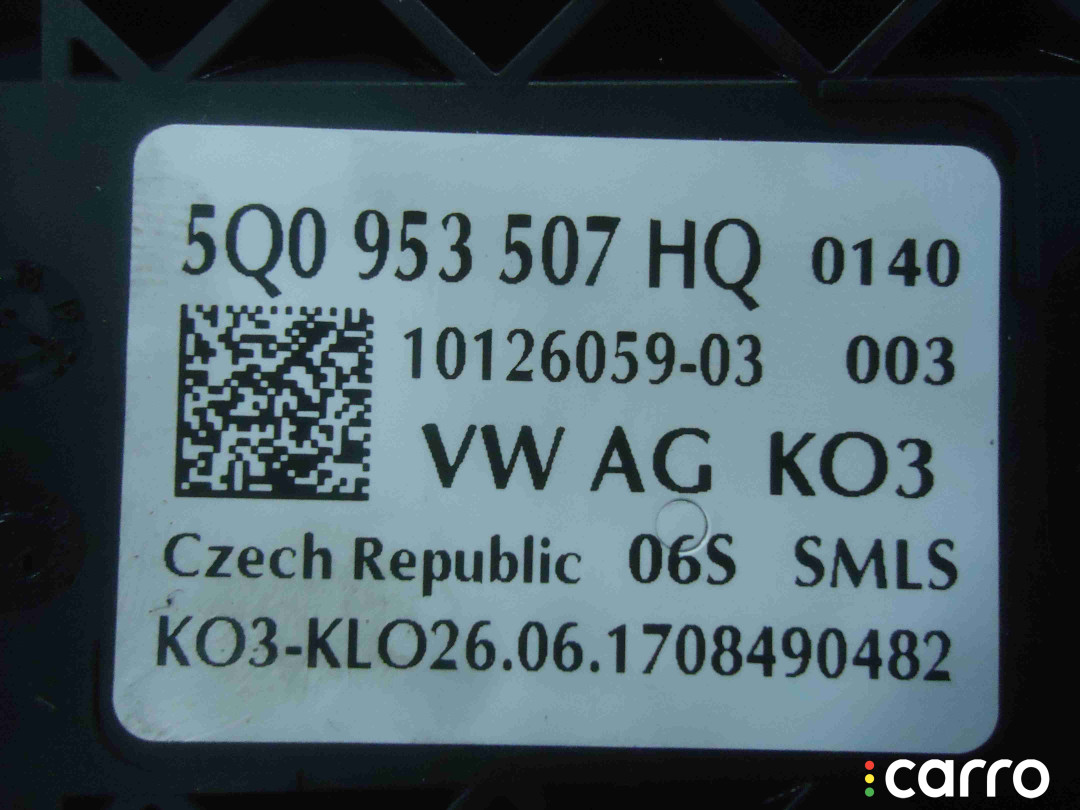 5Q0 953 507 HQ 0140
10126059-03 003
VW AG KO3
Czech Republic 06S SMLS
KO3-KLO26.06.1708490482
carro